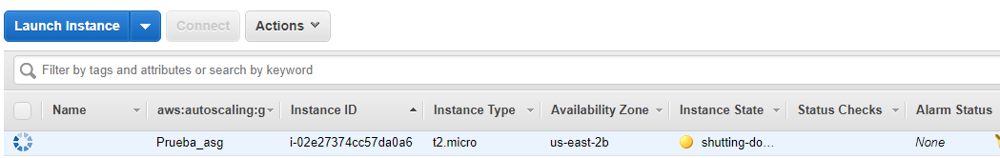 Launch Instance Connect Actions
Filter by tags and attributes or search by keyword
Name aws:autoscaling:g Instance ID Instance Type Availability Zone Instance State Status Checks Alarm Status
Prueba_asg i-02e27374cc57da0a6 t2.micro us-east-2b shutting-do... None